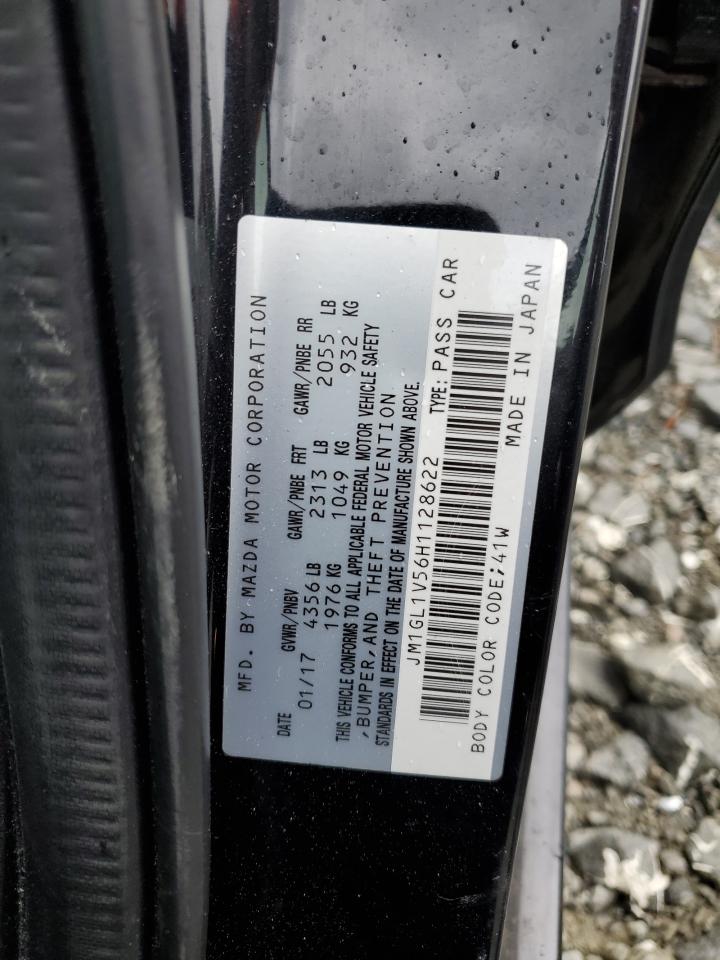 MFD. BY MAZDA MOTOR CORPORATION
DATE GVWR/PNBV GAWR/PNBE FRT GAWR/PNBE RR
01/17 4356 LB 2313 LB 2055 LB
1976 KG 1049 KG 932 KG
THIS VEHICLE CONFORMS TO ALL APPLICABLE FEDERAL MOTOR VEHICLE SAFETY
,BUMPER,AND THEFT PREVENTION
STANDARDS IN EFFECT ON THE DATE OF MANUFACTURE SHOWN ABOVE.
JM1GL1V56H1128622 TYPE: PASS CAR
BODY COLOR CODE;41W MADE IN JAPAN